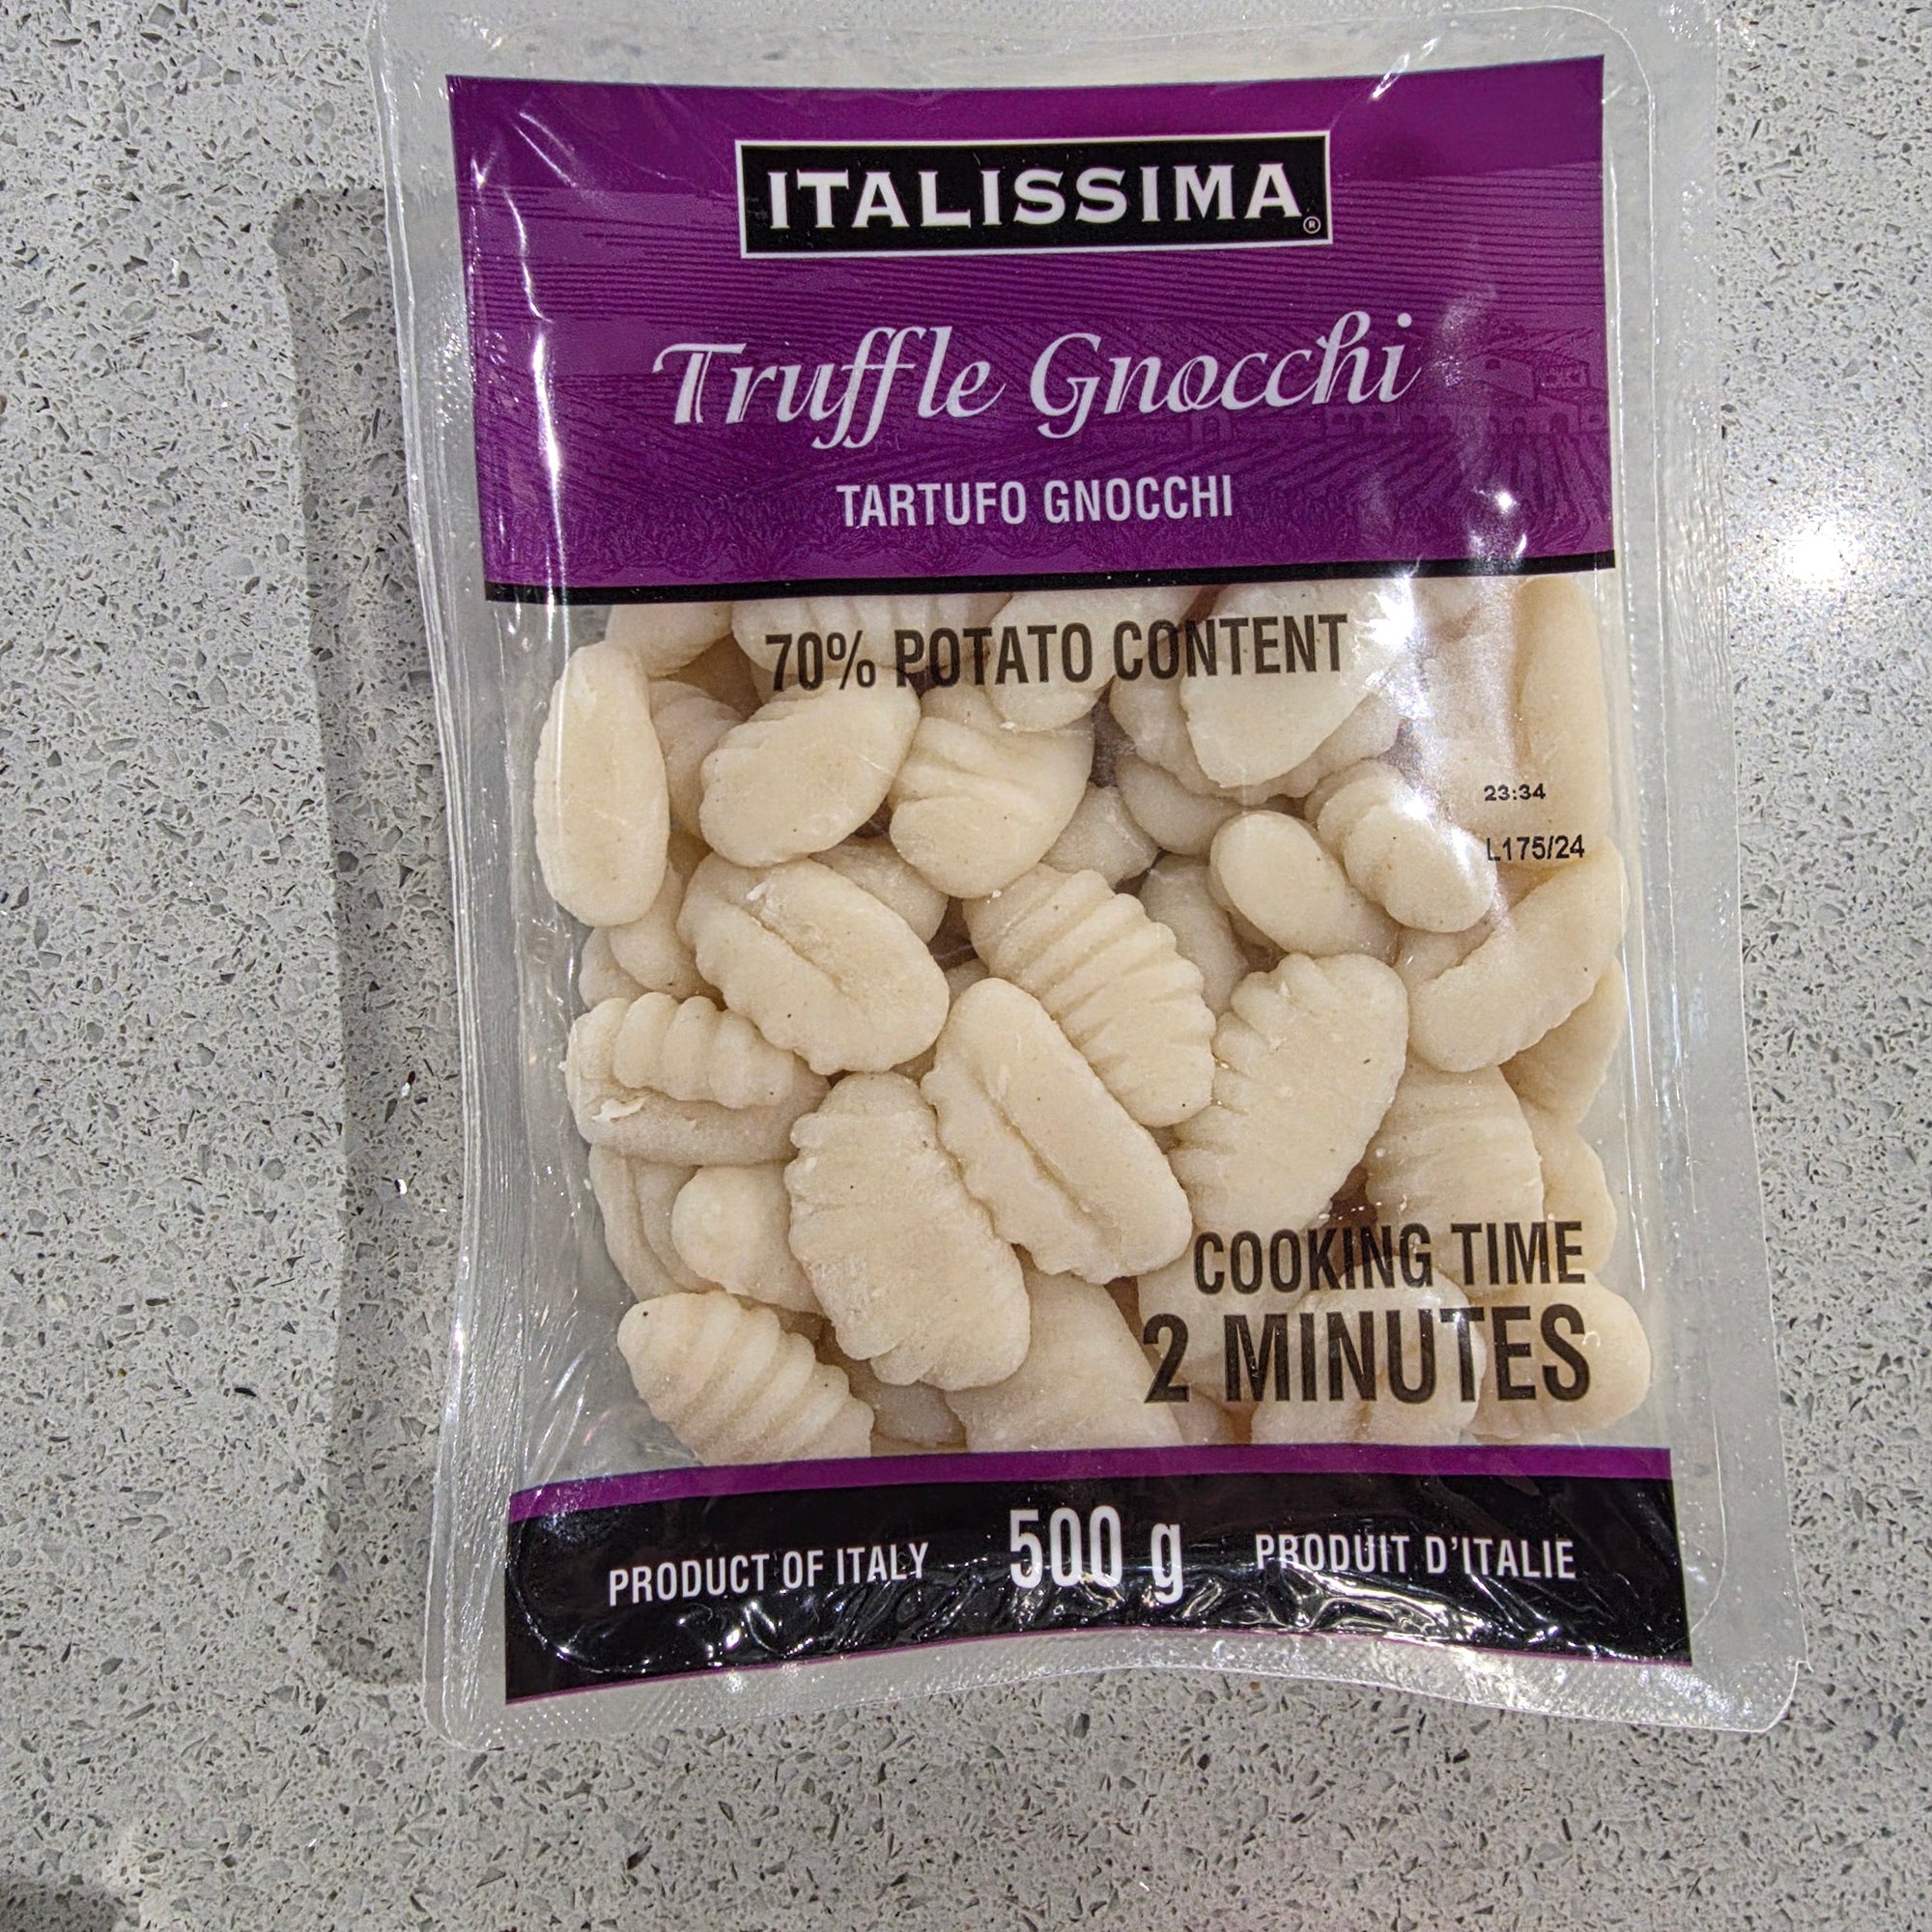 ITALISSIMA®
Truffle Gnocchi
TARTUFO GNOCCHI
70% POTATO CONTENT
23:34
L175/24
COOKING TIME
2 MINUTES
PRODUCT OF ITALY 500 g PRODUIT D'ITALIE